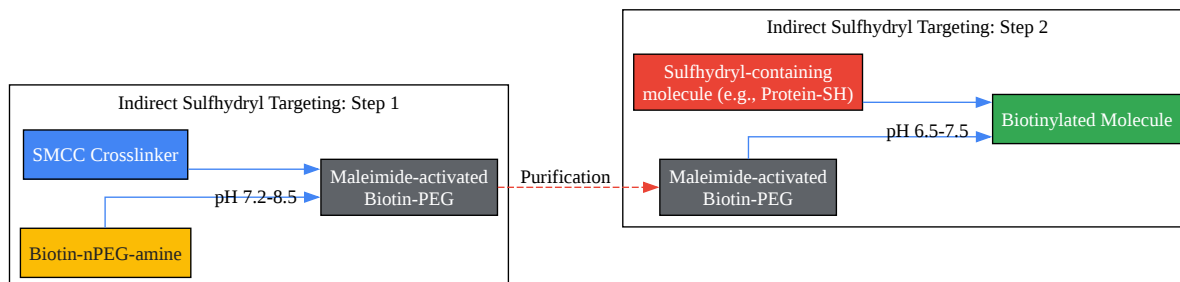 Indirect Sulfhydryl Targeting: Step 1
SMCC Crosslinker
Biotin-nPEG-amine
pH 7.2-8.5
Maleimide-activated
Biotin-PEG
Purification
Indirect Sulfhydryl Targeting: Step 2
Sulfhydryl-containing
molecule (e.g., Protein-SH)
Maleimide-activated
Biotin-PEG
pH 6.5-7.5
Biotinylated Molecule